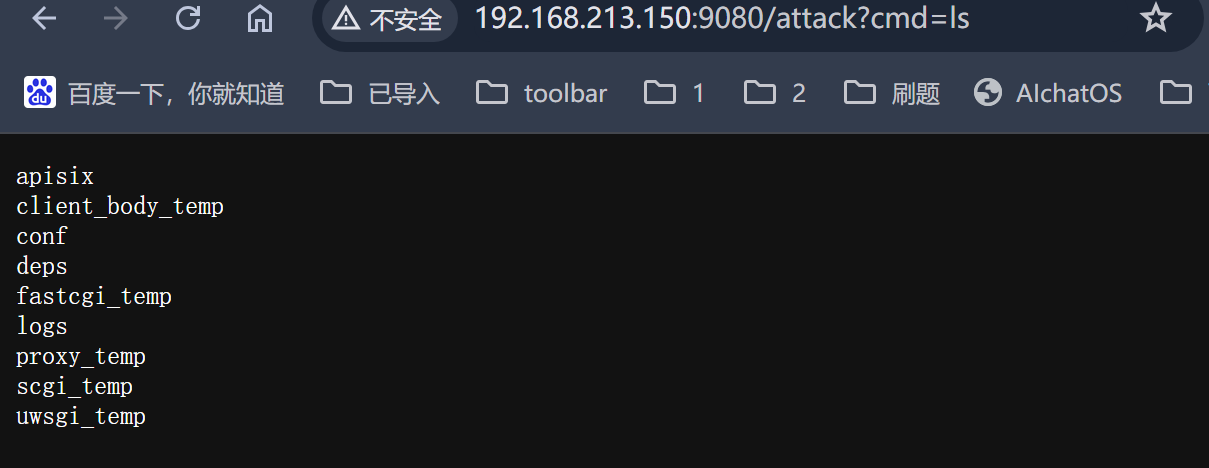 不安全 192.168.213.150:9080/attack?cmd=ls
du 百度一下，你就知道 已导入 toolbar 1 2 刷题 AIchatOS
apisix
client_body_temp
conf
deps
fastcgi_temp
logs
proxy_temp
scgi_temp
uwsgi_temp